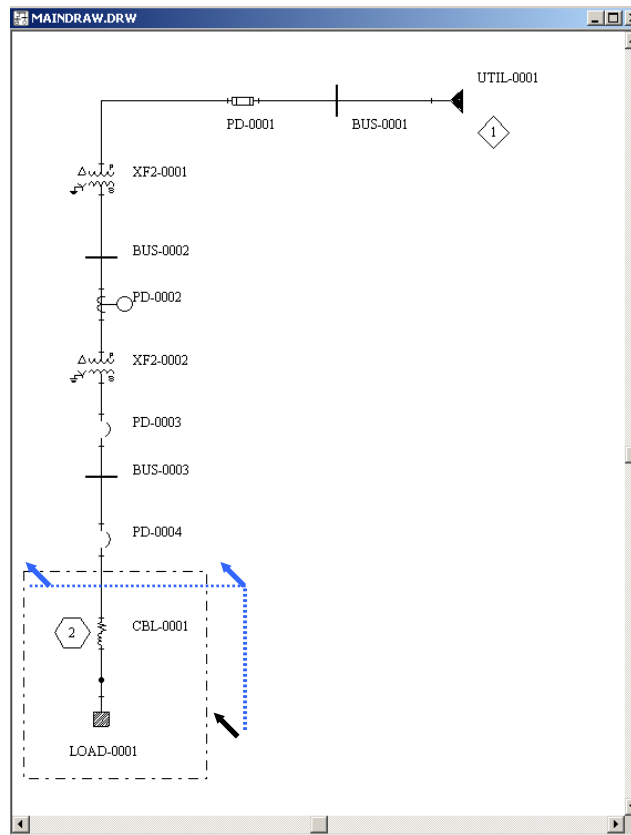 MAINDRAW.DRW
UTIL-0001
PD-0001
BUS-0001
1
P
XF2-0001
S
BUS-0002
PD-0002
P
XF2-0002
S
PD-0003
BUS-0003
PD-0004
2
CBL-0001
LOAD-0001